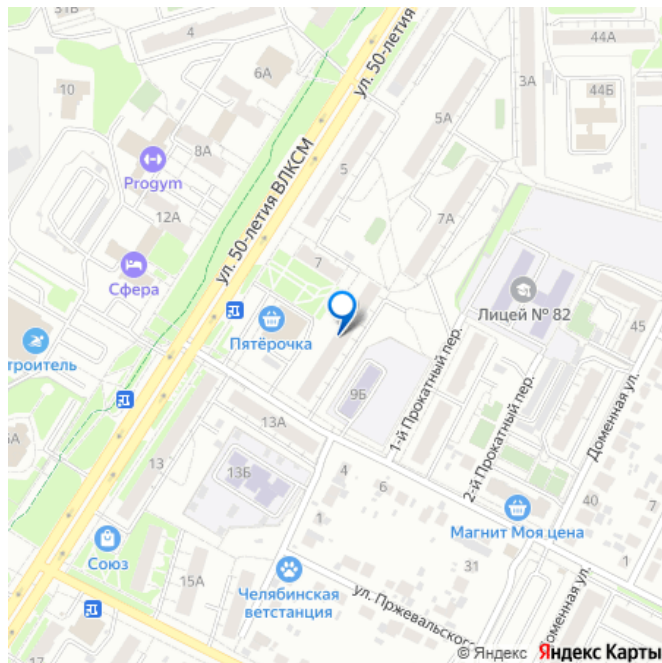 31В
4
44А
6А
3А
ул. 50-летия
10
44Б
5А
8А
5
Progym
ул. 50-летия ВЛКСМ
12А
7А
7
Сфера
Лицей № 82
45
Пятёрочка
троитель
1-й Прокатный пер.
9Б
2-й Прокатный пер.
Доменная ул.
13А
5А
13
13Б
4
6
40
1
Магнит Моя цена
Союз
31
1
15А
Челябинская
ветстанция
ул. Пржевальского
Доменная ул.
17
© Яндекс Яндекс Карты